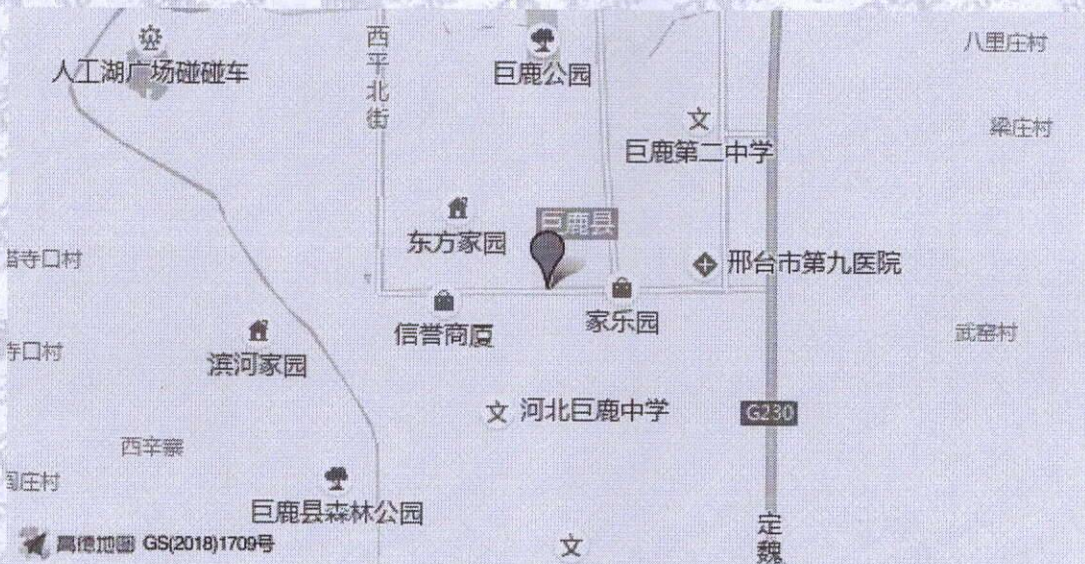 人工湖广场碰碰车
西平北街
巨鹿公园
八里庄村
文
巨鹿第二中学
梁庄村
东方家园
巨鹿县
塔寺口村
邢台市第九医院
信誉商厦
家乐园
武窑村
寺口村
滨河家园
文 河北巨鹿中学
G230
西辛寨
阎庄村
巨鹿县森林公园
定魏
高德地图 GS(2018)1709号
文